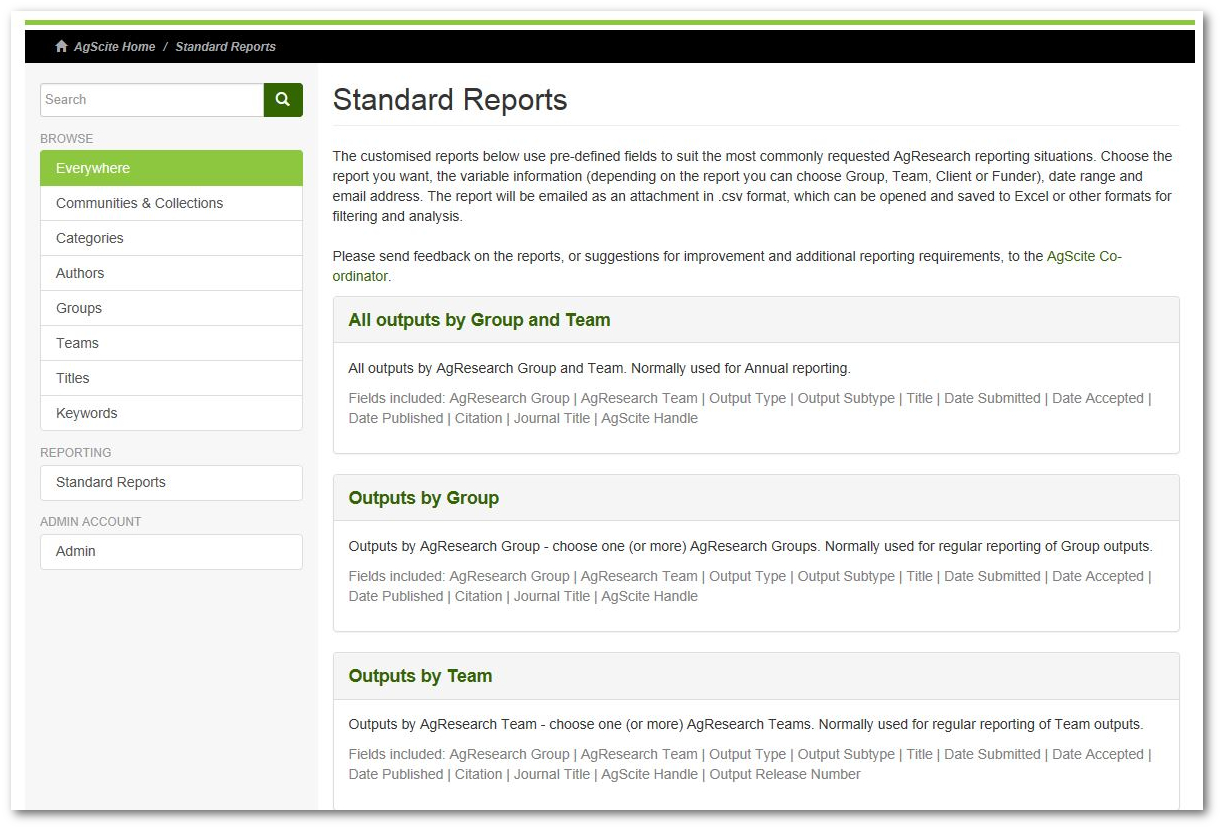 AgScite Home / Standard Reports
Search
BROWSE
Everywhere
Communities & Collections
Categories
Authors
Groups
Teams
Titles
Keywords
REPORTING
Standard Reports
ADMIN ACCOUNT
Admin
Standard Reports
The customised reports below use pre-defined fields to suit the most commonly requested AgResearch reporting situations. Choose the
report you want, the variable information (depending on the report you can choose Group, Team, Client or Funder), date range and
email address. The report will be emailed as an attachment in .csv format, which can be opened and saved to Excel or other formats for
filtering and analysis.
Please send feedback on the reports, or suggestions for improvement and additional reporting requirements, to the AgScite Co-
ordinator.
All outputs by Group and Team
All outputs by AgResearch Group and Team. Normally used for Annual reporting.
Fields included: AgResearch Group | AgResearch Team | Output Type | Output Subtype | Title | Date Submitted | Date Accepted |
Date Published | Citation | Journal Title | AgScite Handle
Outputs by Group
Outputs by AgResearch Group - choose one (or more) AgResearch Groups. Normally used for regular reporting of Group outputs.
Fields included: AgResearch Group | AgResearch Team | Output Type | Output Subtype | Title | Date Submitted | Date Accepted |
Date Published | Citation | Journal Title | AgScite Handle
Outputs by Team
Outputs by AgResearch Team - choose one (or more) AgResearch Teams. Normally used for regular reporting of Team outputs.
Fields included: AgResearch Group | AgResearch Team | Output Type | Output Subtype | Title | Date Submitted | Date Accepted |
Date Published | Citation | Journal Title | AgScite Handle | Output Release Number